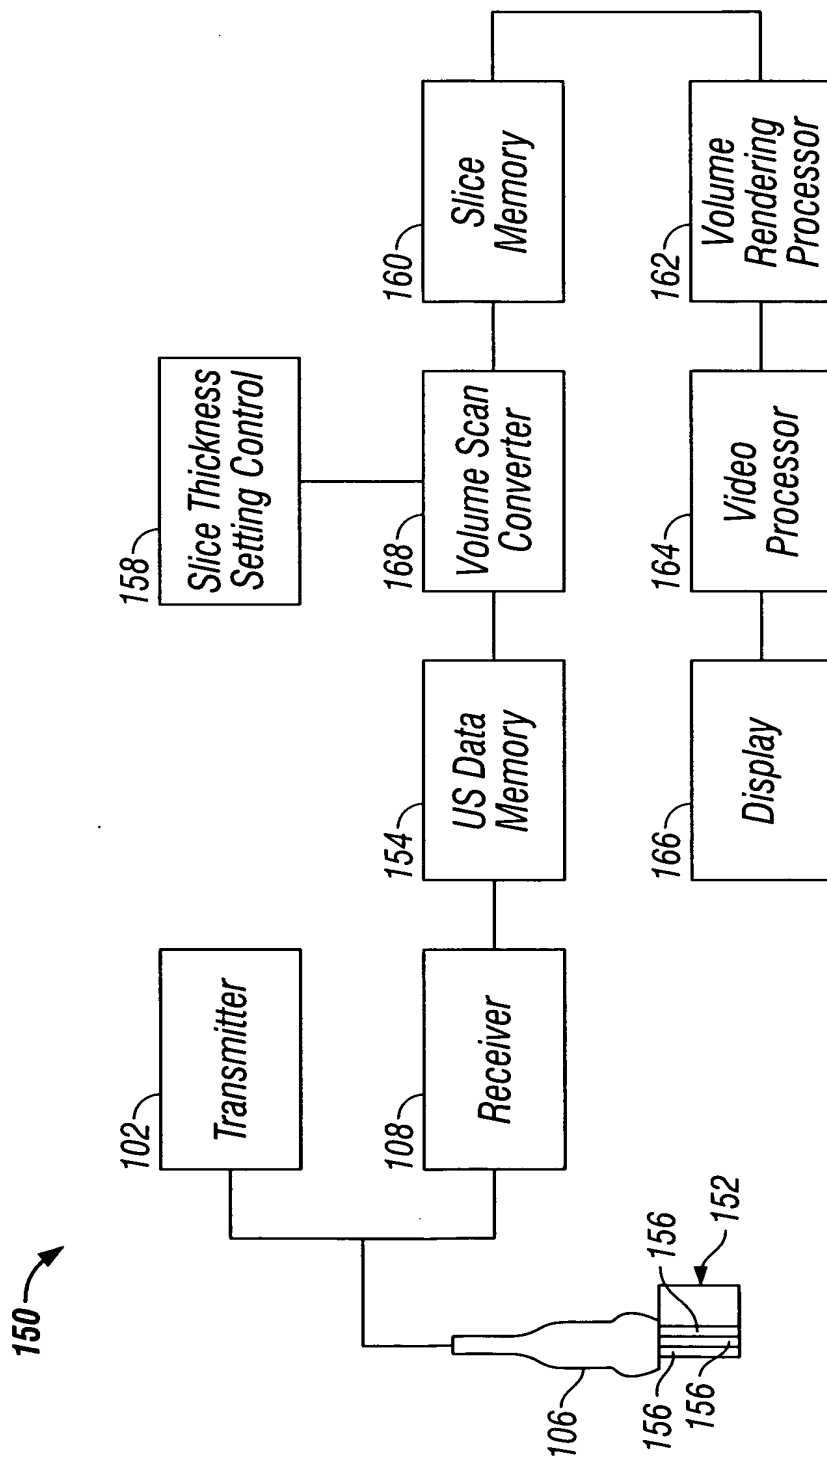 150
102
Transmitter
158
Slice Thickness
Setting Control
108
Receiver
154
US Data
Memory
168
Volume Scan
Converter
160
Slice
Memory
106
156
156
156
152
166
Display
164
Video
Processor
162
Volume
Rendering
Processor